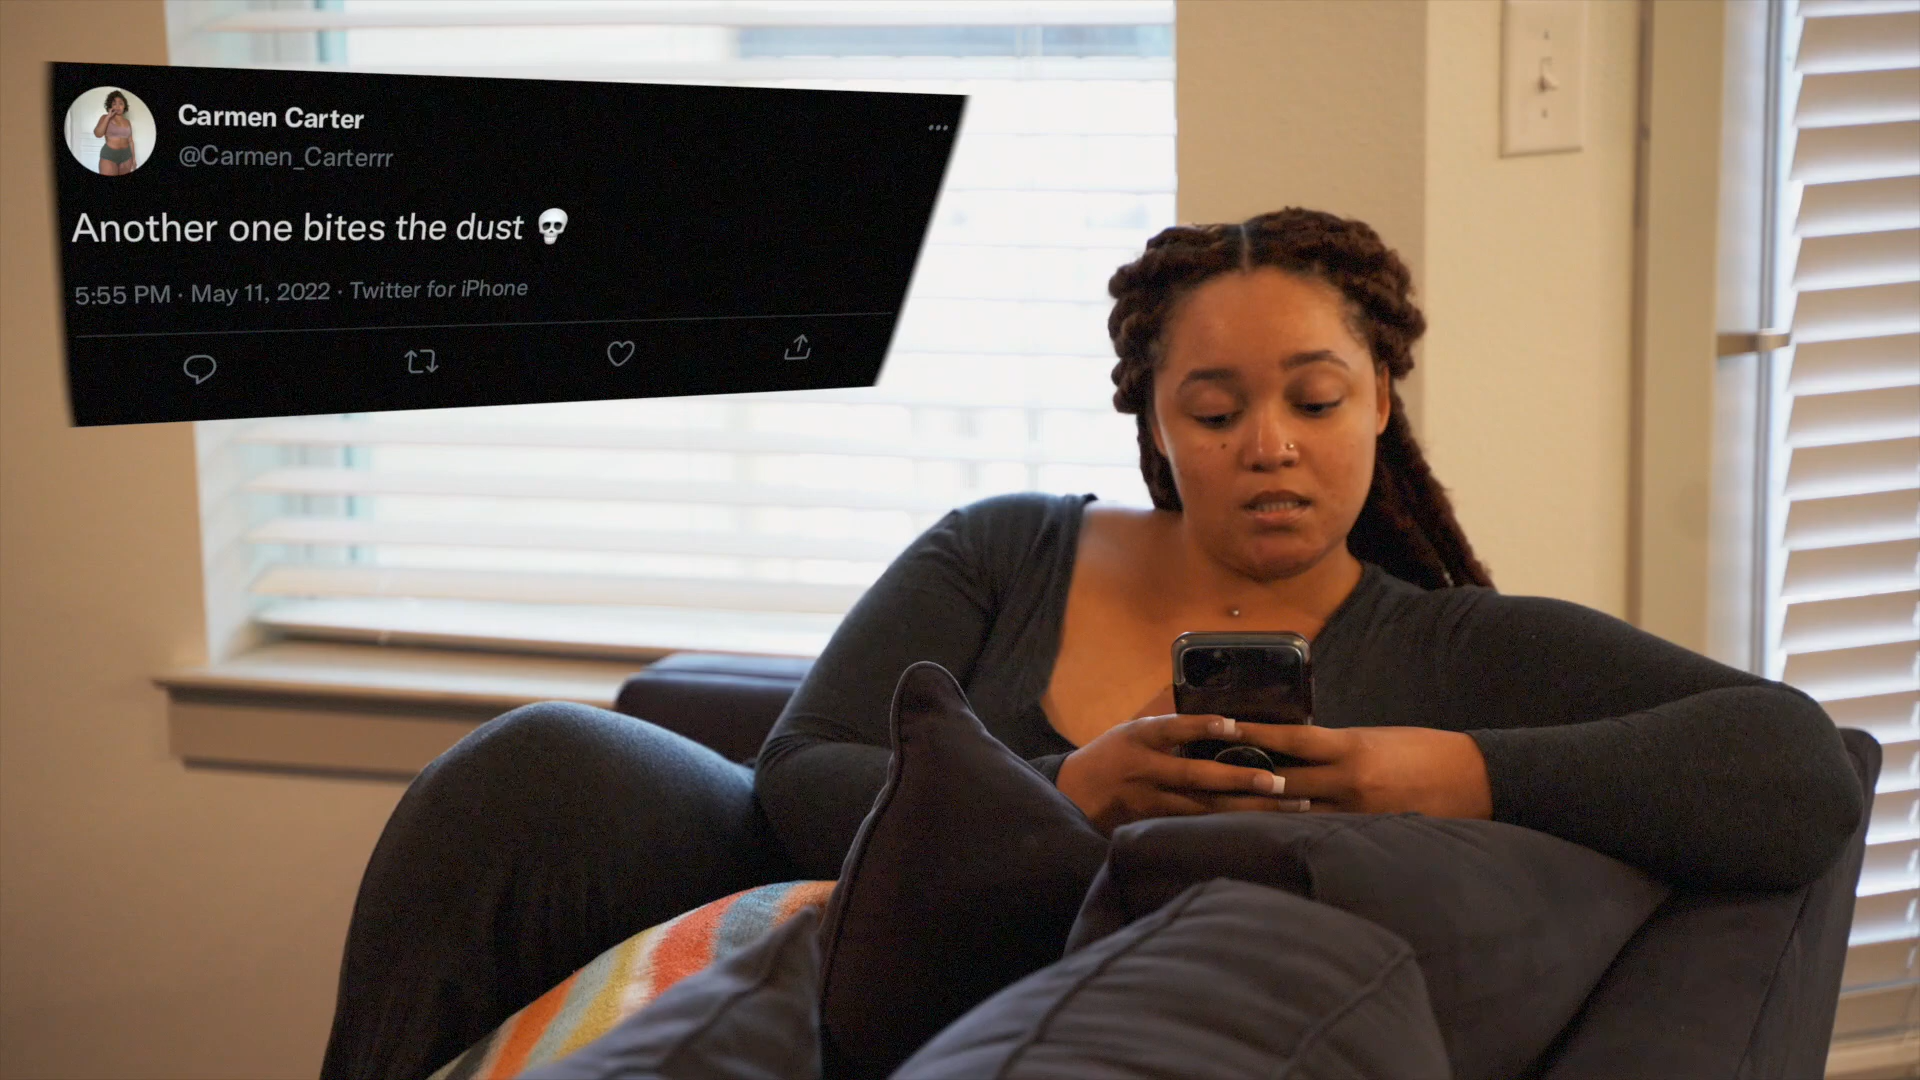 Carmen Carter
@Carmen_Carterrr
Another one bites the dust 💀
5:55 PM · May 11, 2022 · Twitter for iPhone